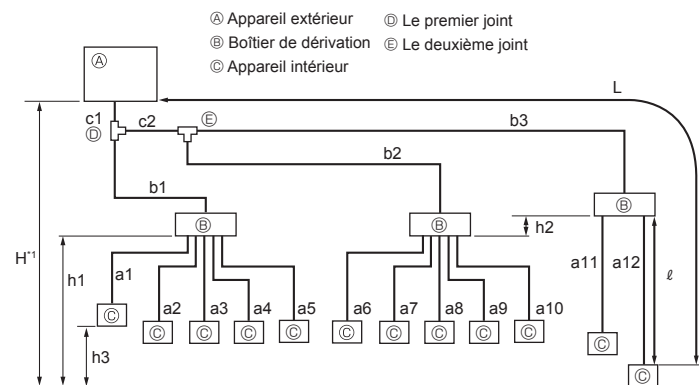 Ⓐ Appareil extérieur
Ⓑ Boîtier de dérivation
Ⓒ Appareil intérieur
Ⓓ Le premier joint
Ⓔ Le deuxième joint
Ⓐ
L
c1
Ⓓ
c2
Ⓔ
b3
b2
b1
Ⓑ
Ⓑ
Ⓑ
h2
H*1
h1
a1
a2
a3
a4
a5
a6
a7
a8
a9
a10
a11
a12
ℓ
Ⓒ
Ⓒ
Ⓒ
Ⓒ
Ⓒ
Ⓒ
Ⓒ
Ⓒ
Ⓒ
Ⓒ
Ⓒ
h3
Ⓒ